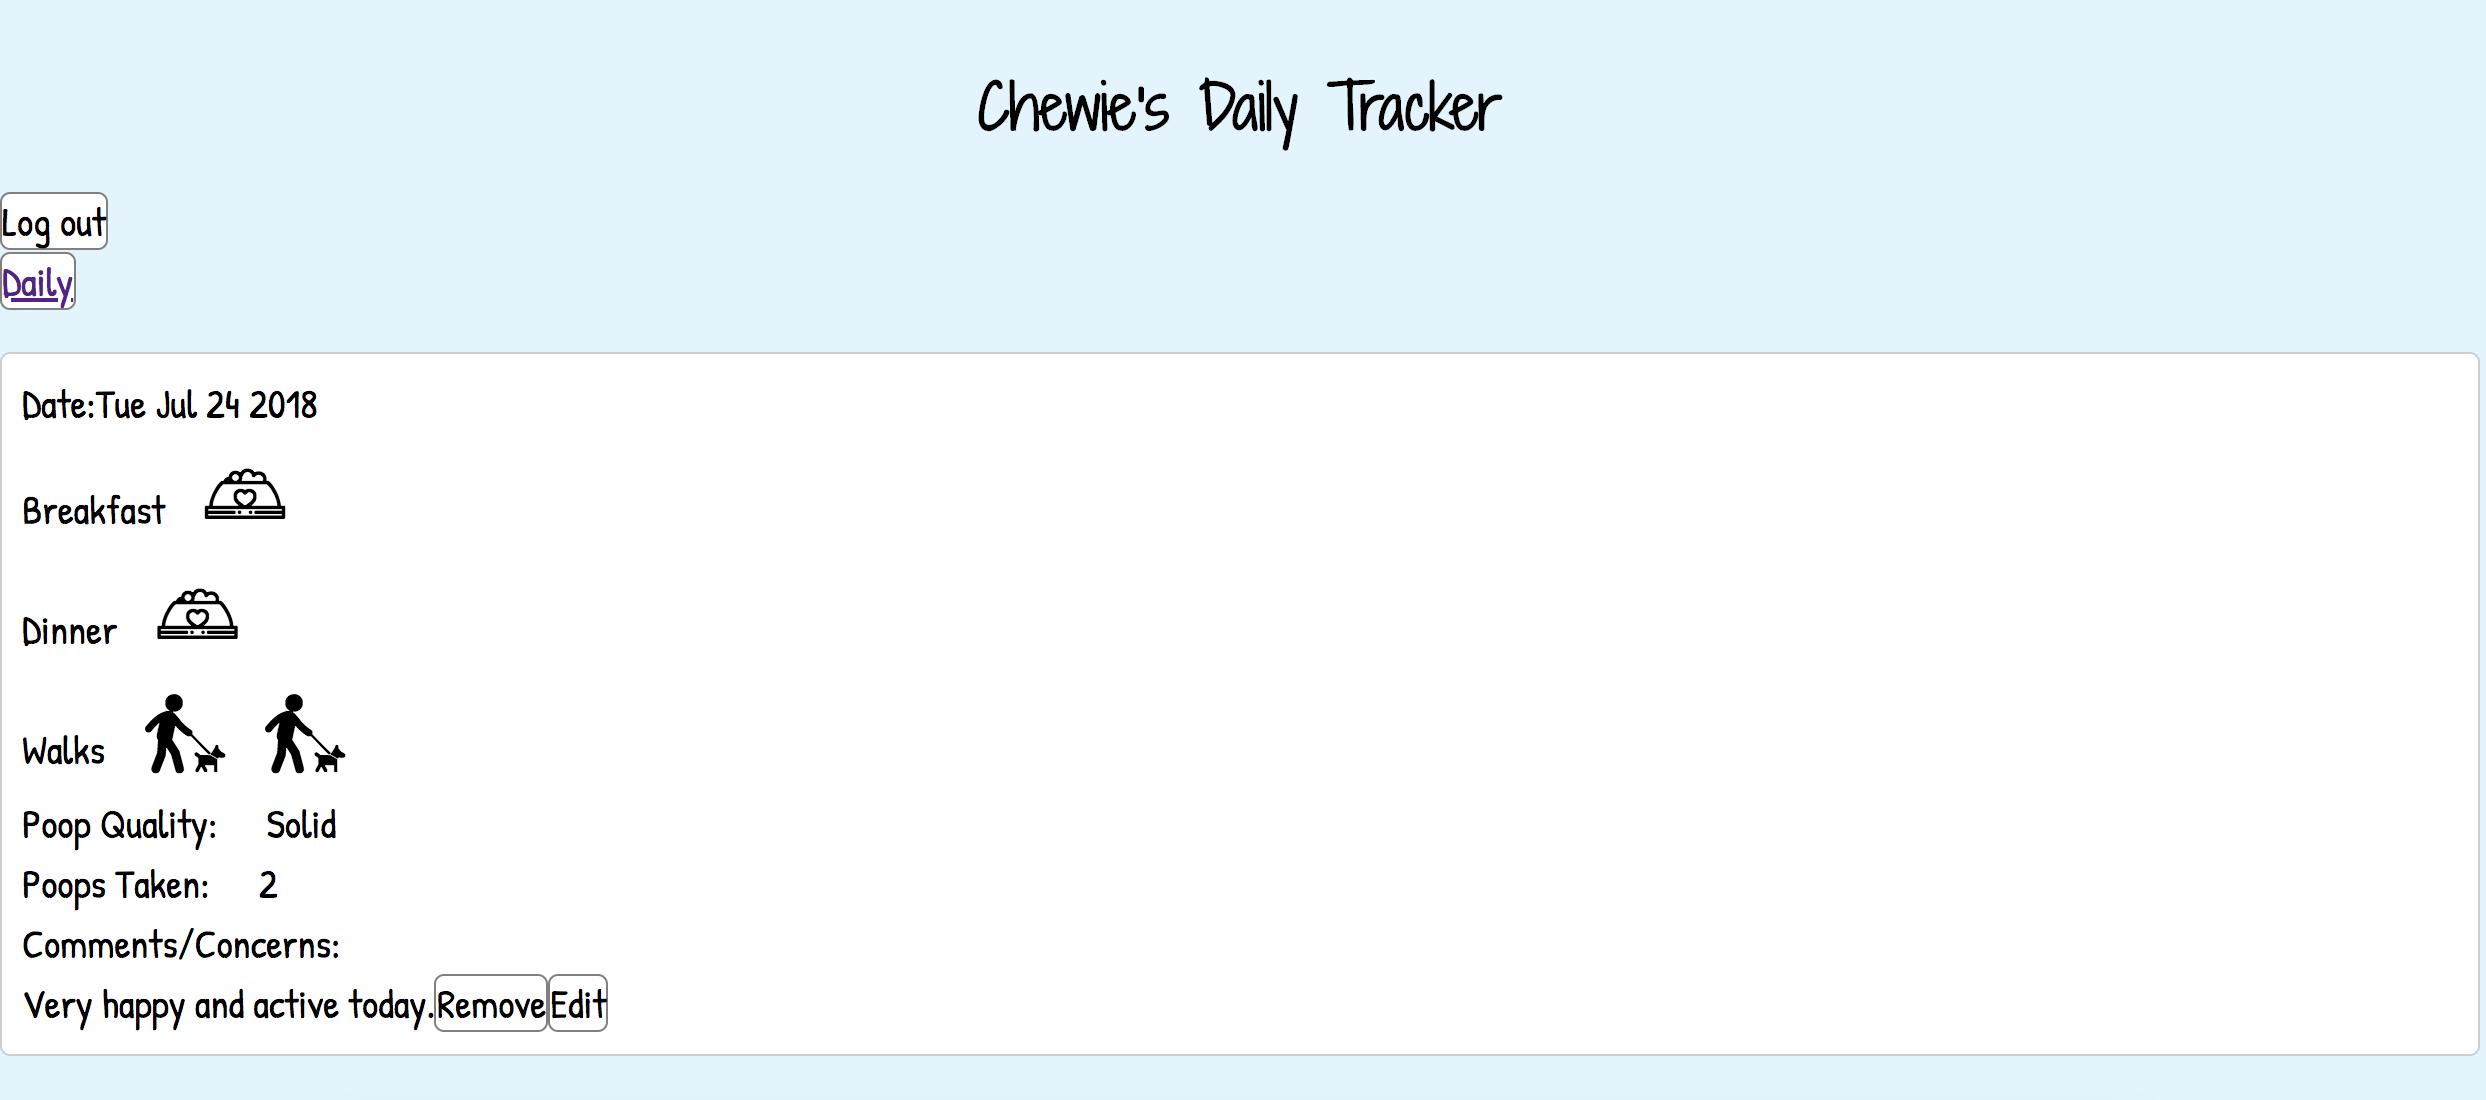 Chewie's Daily Tracker
Log out
Daily
Date:Tue Jul 24 2018
Breakfast
Dinner
Walks
Poop Quality: Solid
Poops Taken: 2
Comments/Concerns:
Very happy and active today. Remove Edit